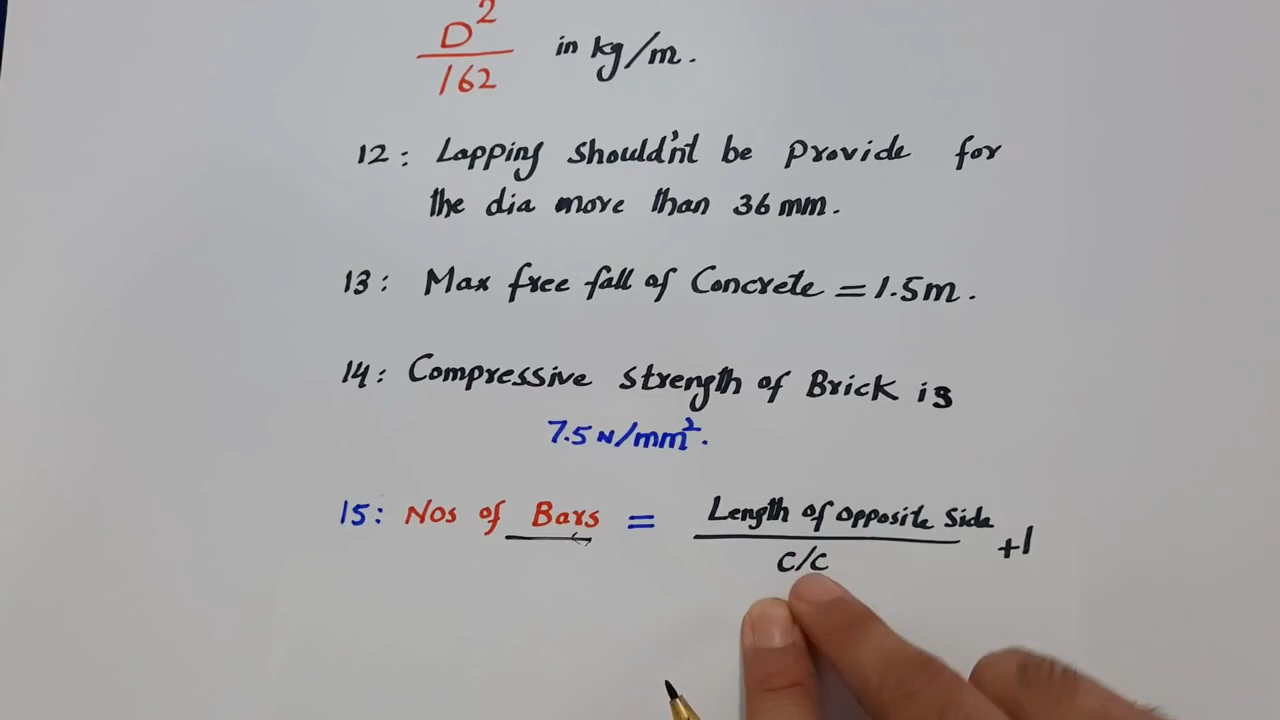 D²
162 in kg/m.
12: Lapping Shouldn't be Provide for
the dia more than 36 mm.
13: Max free fall of Concrete = 1.5m.
14: Compressive strength of Brick is
7.5 N/mm².
15: Nos of Bars = Length of opposite Side
C/C +1